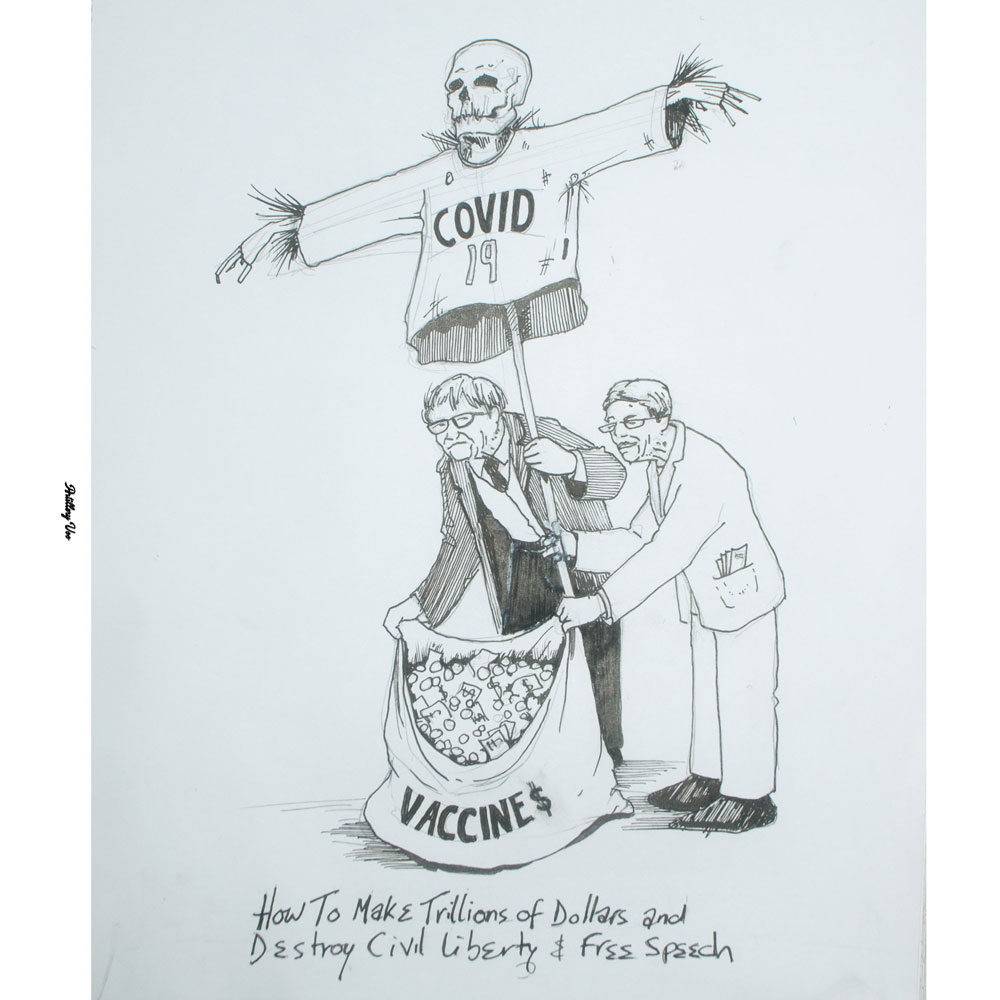 COVID
19
VACCINE$
How To Make Trillions of Dollars and
Destroy Civil Liberty & Free Speech